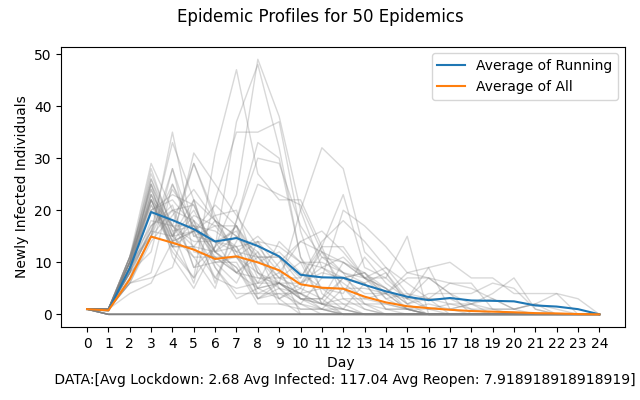 Epidemic Profiles for 50 Epidemics
50
40
30
20
10
0
Newly Infected Individuals
Average of Running
Average of All
0 1 2 3 4 5 6 7 8 9 10 11 12 13 14 15 16 17 18 19 20 21 22 23 24
Day
DATA:[Avg Lockdown: 2.68 Avg Infected: 117.04 Avg Reopen: 7.918918918918919]